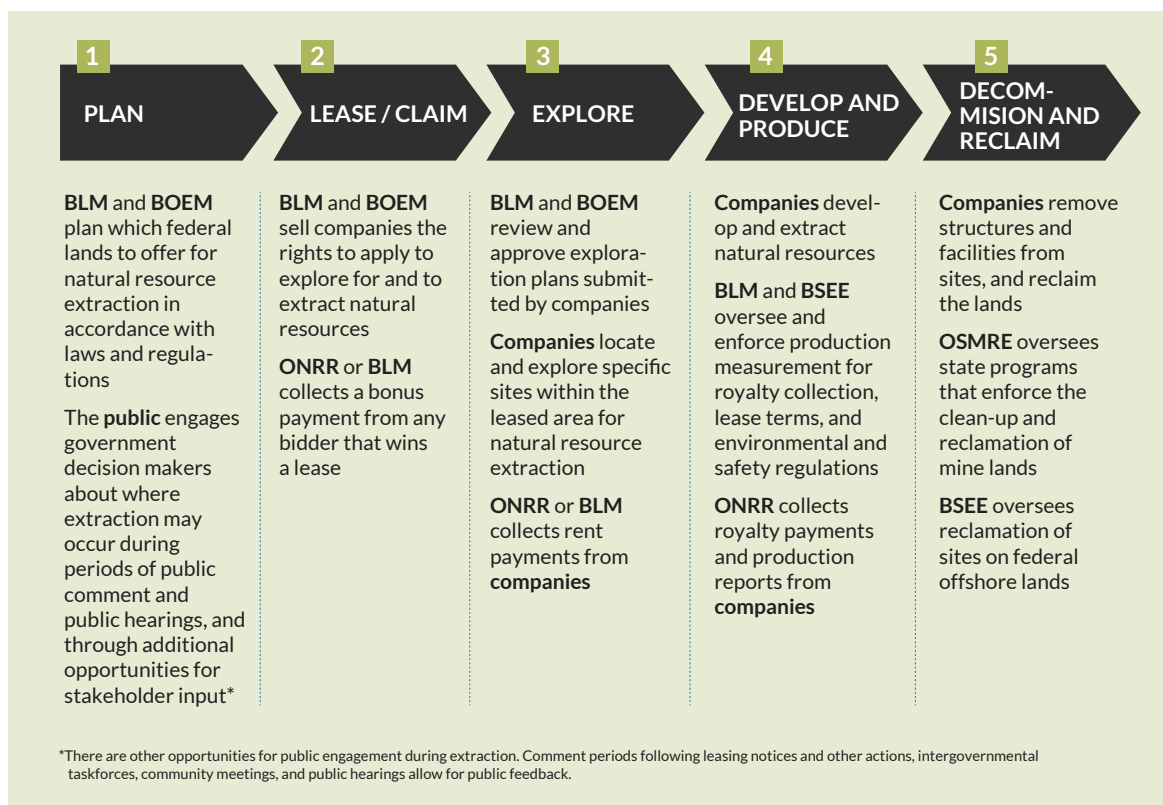 1
PLAN
BLM and BOEM
plan which federal
lands to offer for
natural resource
extraction in
accordance with
laws and regula-
tions
The public engages
government
decision makers
about where
extraction may
occur during
periods of public
comment and
public hearings, and
through additional
opportunities for
stakeholder input*
2
LEASE / CLAIM
BLM and BOEM
sell companies the
rights to apply to
explore for and to
extract natural
resources
ONRR or BLM
collects a bonus
payment from any
bidder that wins
a lease
3
EXPLORE
BLM and BOEM
review and
approve explora-
tion plans submit-
ted by companies
Companies locate
and explore specific
sites within the
leased area for
natural resource
extraction
ONRR or BLM
collects rent
payments from
companies
4
DEVELOP AND
PRODUCE
Companies devel-
op and extract
natural resources
BLM and BSEE
oversee and
enforce production
measurement for
royalty collection,
lease terms, and
environmental and
safety regulations
ONRR collects
royalty payments
and production
reports from
companies
5
DECOM-
MISION AND
RECLAIM
Companies remove
structures and
facilities from
sites, and reclaim
the lands
OSMRE oversees
state programs
that enforce the
clean-up and
reclamation of
mine lands
BSEE oversees
reclamation of
sites on federal
offshore lands
*There are other opportunities for public engagement during extraction. Comment periods following leasing notices and other actions, intergovernmental
taskforces, community meetings, and public hearings allow for public feedback.